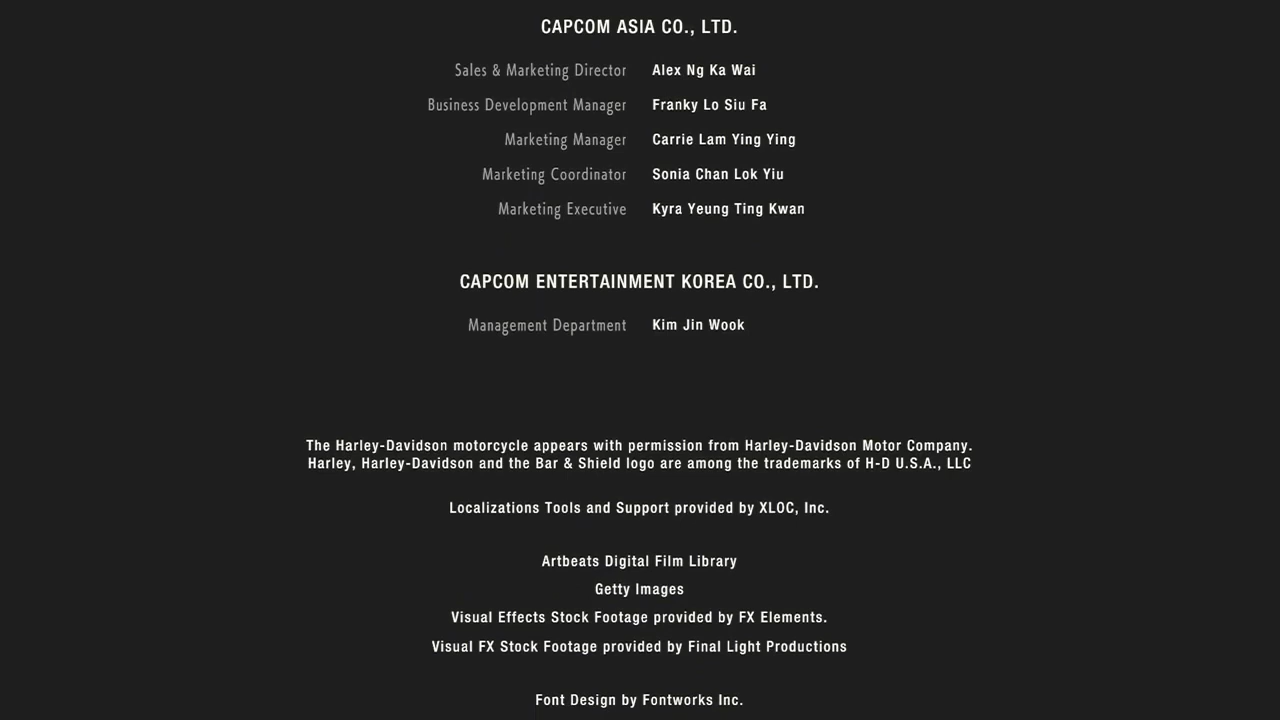 CAPCOM ASIA CO., LTD.
Sales & Marketing Director Alex Ng Ka Wai
Business Development Manager Franky Lo Siu Fa
Marketing Manager Carrie Lam Ying Ying
Marketing Coordinator Sonia Chan Lok Yiu
Marketing Executive Kyra Yeung Ting Kwan
CAPCOM ENTERTAINMENT KOREA CO., LTD.
Management Department Kim Jin Wook
The Harley-Davidson motorcycle appears with permission from Harley-Davidson Motor Company.
Harley, Harley-Davidson and the Bar & Shield logo are among the trademarks of H-D U.S.A., LLC
Localizations Tools and Support provided by XLOC, Inc.
Artbeats Digital Film Library
Getty Images
Visual Effects Stock Footage provided by FX Elements.
Visual FX Stock Footage provided by Final Light Productions
Font Design by Fontworks Inc.